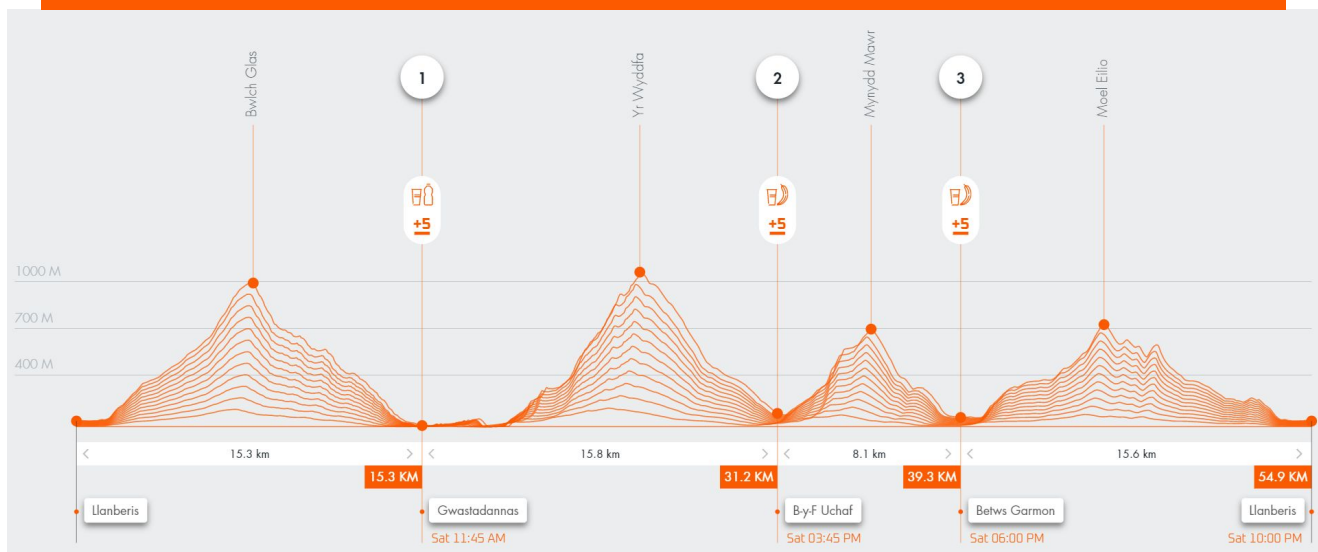 Bwlch Glas
1
Yr Wyddfa
2
Mynydd Mawr
3
Moel Eilio
+5
+5
+5
1000 M
700 M
400 M
15.3 km
15.8 km
8.1 km
15.6 km
15.3 KM
31.2 KM
39.3 KM
54.9 KM
Llanberis
Gwastadannas
B-y-F Uchaf
Betws Garmon
Llanberis
Sat 11:45 AM
Sat 03:45 PM
Sat 06:00 PM
Sat 10:00 PM